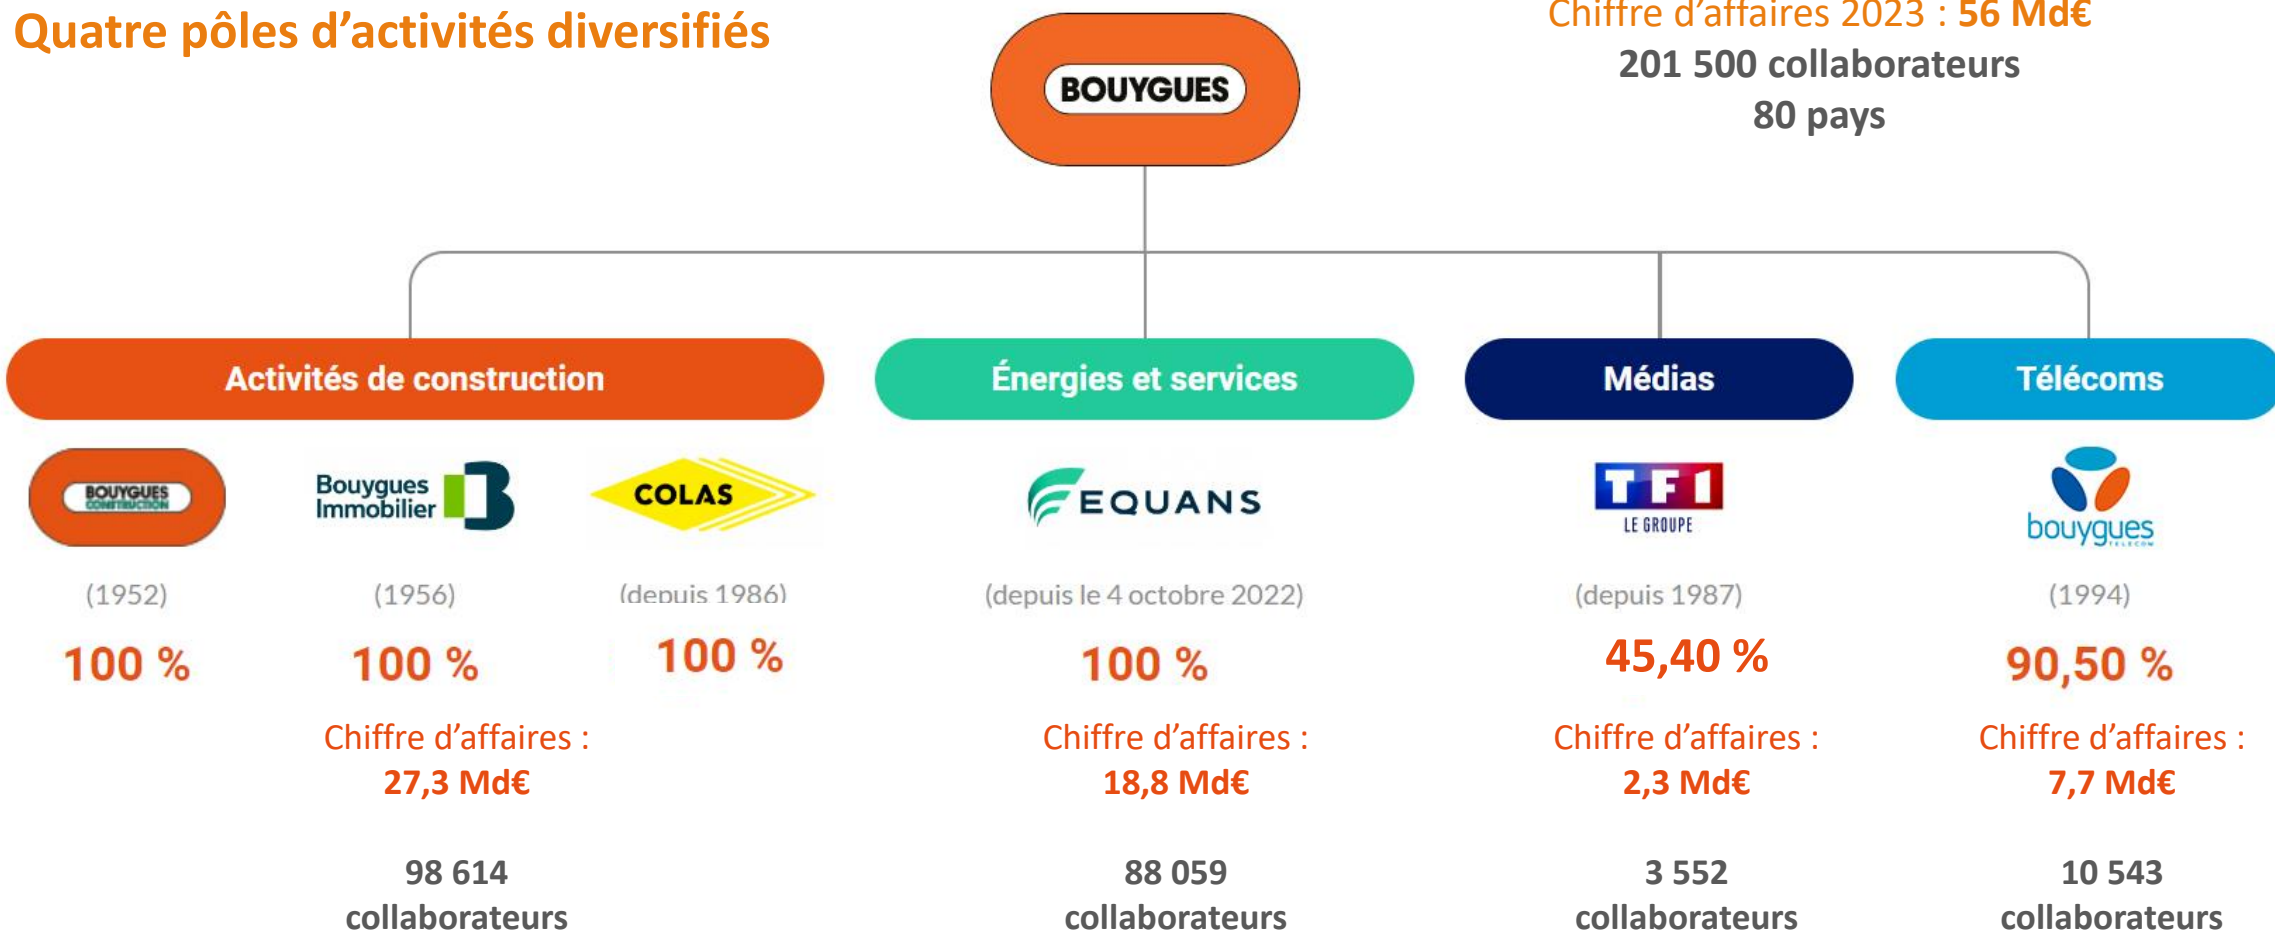 Quatre pôles d’activités diversifiés
Chiffre d’affaires 2023 : 56 Md€
201 500 collaborateurs
80 pays
BOUYGUES
Activités de construction
Énergies et services
Médias
Télécoms
BOUYGUES
CONSTRUCTION
Bouygues
Immobilier
COLAS
EQUANS
TF1
LE GROUPE
bouygues
TELECOM
(1952)
(1956)
(depuis 1986)
(depuis le 4 octobre 2022)
(depuis 1987)
(1994)
100 %
100 %
100 %
100 %
45,40 %
90,50 %
Chiffre d’affaires :
27,3 Md€
Chiffre d’affaires :
18,8 Md€
Chiffre d’affaires :
2,3 Md€
Chiffre d’affaires :
7,7 Md€
98 614
collaborateurs
88 059
collaborateurs
3 552
collaborateurs
10 543
collaborateurs